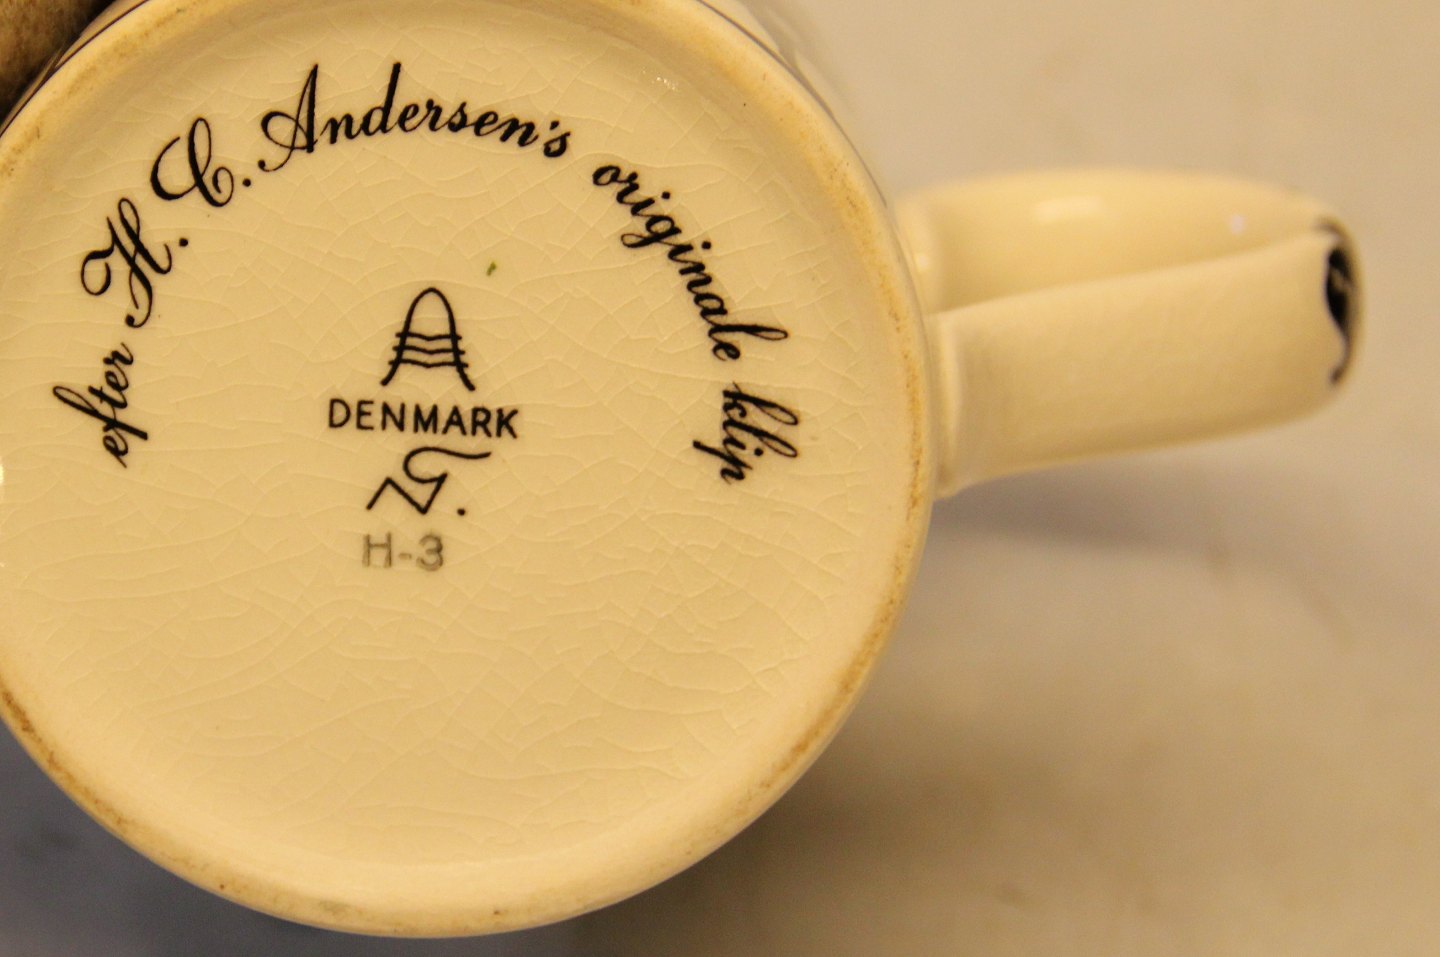 efter H. C. Andersen's originale klip
DENMARK
H-3